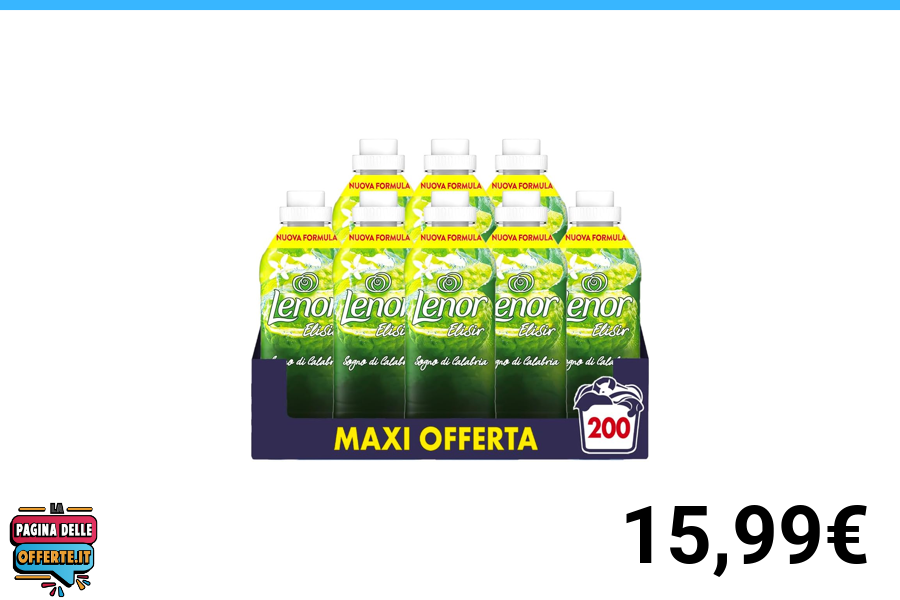 NUOVA FORMULA NUOVA FORMULA NUOVA FORMULA
NUOVA FORMULA NUOVA FORMULA NUOVA FORMULA NUOVA FORMULA NUOVA FORMULA
Lenor Lenor Lenor Lenor Lenor
Elisir Elisir Elisir Elisir Elisir
Sogno di Calabria Sogno di Calabria Sogno di Calabria Sogno di Calabria Sogno di Calabria
MAXI OFFERTA
200
LA
PAGINA DELLE
OFFERTE.IT
15,99€